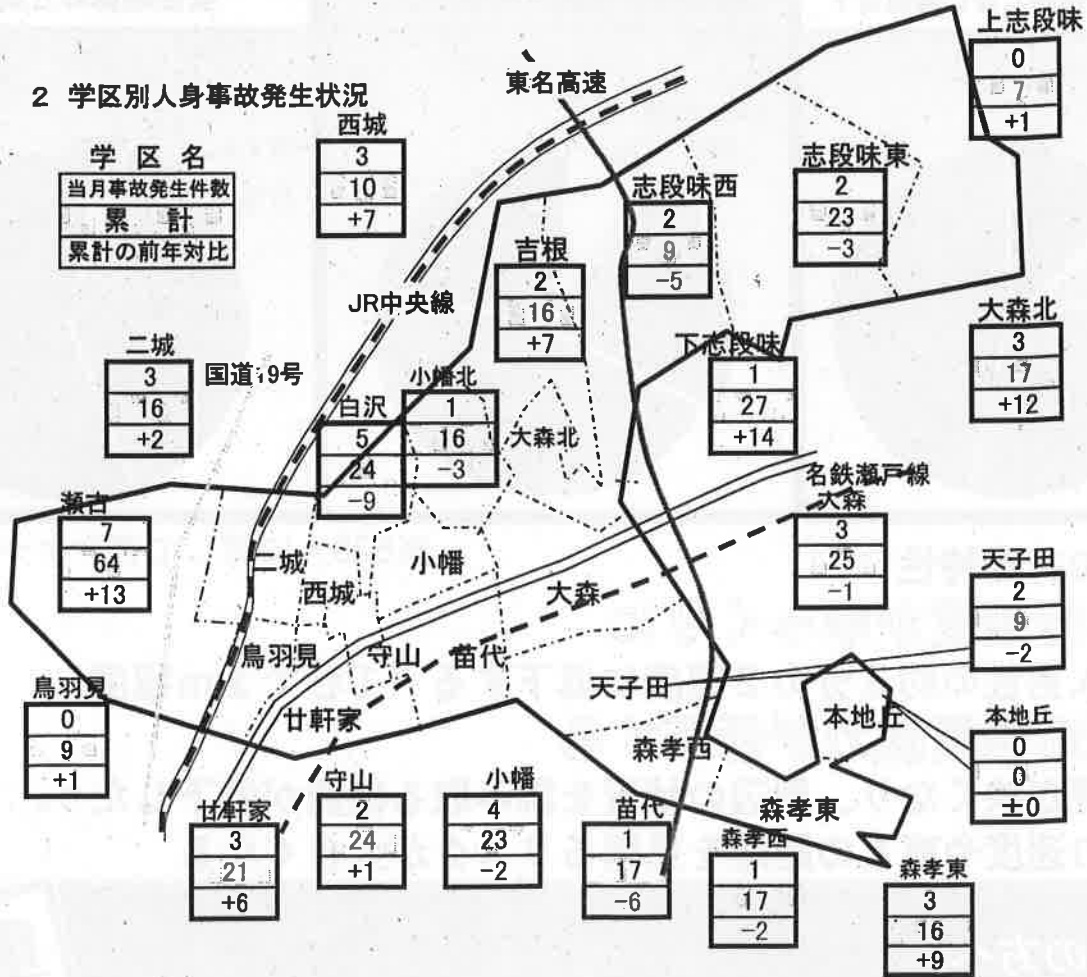 上志段味
0
7
+1
2 学区別人身事故発生状況
東名高速
学区名
当月事故発生件数
累計
累計の前年対比
西城
3
10
+7
志段味東
2
23
-3
志段味西
2
9
-5
吉根
2
16
+7
JR中央線
大森北
3
17
+12
二城
3
16
+2
国道19号
下志段味
1
27
+14
小幡北
1
16
-3
白沢
5
24
-9
大森北
名鉄瀬戸線
大森
3
25
-1
瀬古
7
64
+13
二城
小幡
西城
大森
天子田
2
9
-2
鳥羽見
守山
苗代
天子田
鳥羽見
0
9
+1
廿軒家
森孝西
本地丘
本地丘
0
0
±0
森孝東
廿軒家
3
21
+6
守山
2
24
+1
小幡
4
23
-2
苗代
1
17
-6
森孝西
1
17
-2
森孝東
3
16
+9